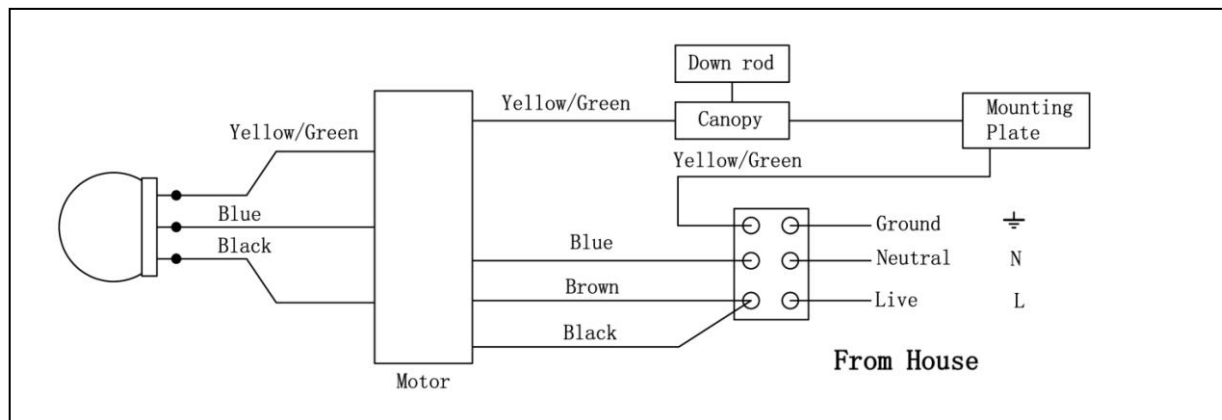 Down rod
Yellow/Green
Canopy
Mounting
Plate
Yellow/Green
Yellow/Green
Blue
Ground
Black
Blue
Neutral N
Brown
Live L
Black
From House
Motor